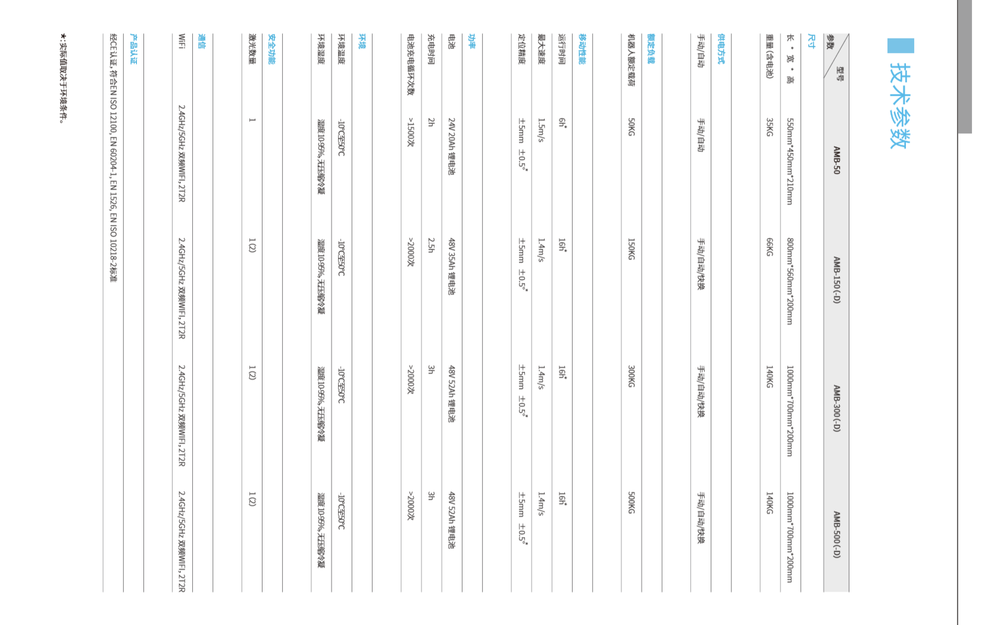 技术参数
型号
参数
AMB-50 AMB-150 (-D) AMB-300 (-D) AMB-500 (-D)
尺寸
长 * 宽 * 高 550mm*450mm*210mm 800mm*560mm*200mm 1000mm*700mm*200mm 1000mm*700mm*200mm
重量 (含电池) 35KG 66KG 140KG 140KG
供电方式
手动/自动 手动/自动 手动/自动/快换 手动/自动/快换 手动/自动/快换
额定负载
机器人额定载荷 50KG 150KG 300KG 500KG
移动性能
运行时间 6h* 16h* 16h* 16h*
最大速度 1.5m/s 1.4m/s 1.4m/s 1.4m/s
定位精度 ±5mm ±0.5°* ±5mm ±0.5°* ±5mm ±0.5°* ±5mm ±0.5°*
功率
电池 24V 20Ah 锂电池 48V 35Ah 锂电池 48V 52Ah 锂电池 48V 52Ah 锂电池
充电时间 2h 2.5h 3h 3h
电池充电循环次数 >1500次 >2000次 >2000次 >2000次
环境
环境温度 -10℃至50℃ -10℃至50℃ -10℃至50℃ -10℃至50℃
环境湿度 湿度10-95%, 无压缩冷凝 湿度10-95%, 无压缩冷凝 湿度10-95%, 无压缩冷凝 湿度10-95%, 无压缩冷凝
安全功能
激光数量 1 1 (2) 1 (2) 1 (2)
通信
WiFi 2.4GHz/5GHz 双频WIFI, 2T2R 2.4GHz/5GHz 双频WIFI, 2T2R 2.4GHz/5GHz 双频WIFI, 2T2R 2.4GHz/5GHz 双频WIFI, 2T2R
产品认证
经CE认证, 符合EN ISO 12100, EN 60204-1, EN 1526, EN ISO 10218-2标准
★: 实际值取决于环境条件。